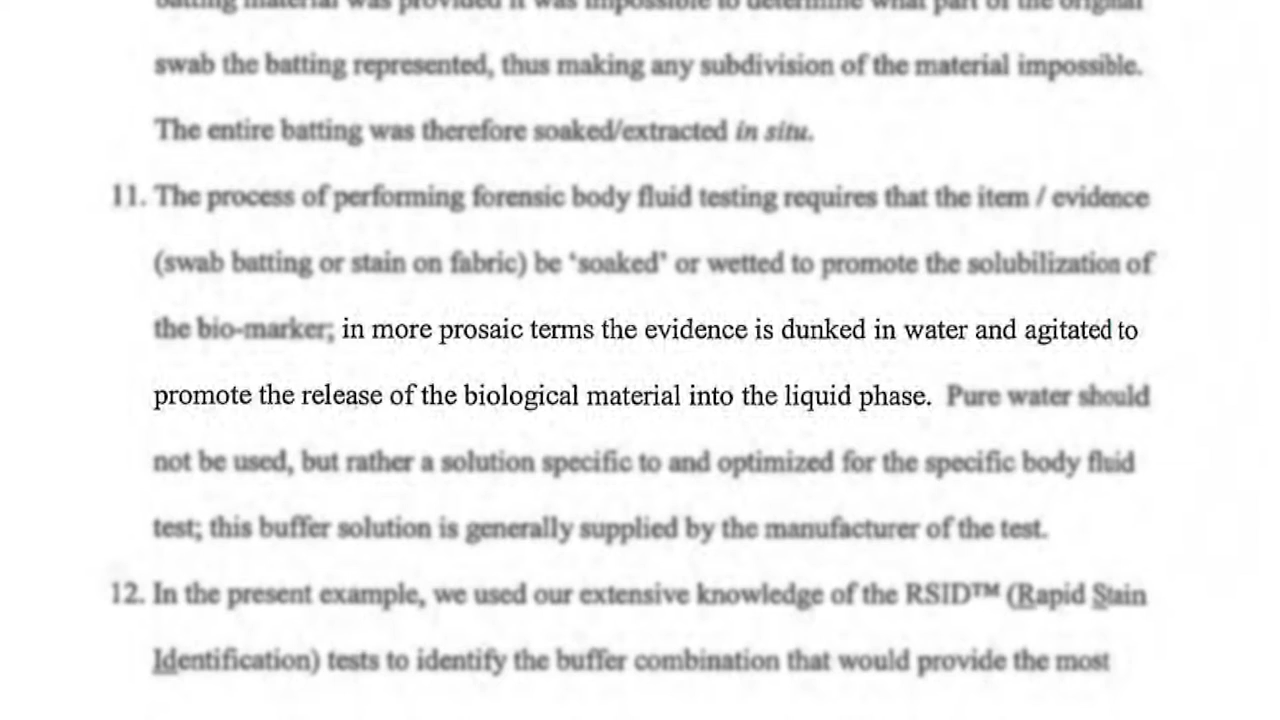 batting material was provided it was impossible to determine what part of the original
swab the batting represented, thus making any subdivision of the material impossible.
The entire batting was therefore soaked/extracted in situ.
11. The process of performing forensic body fluid testing requires that the item / evidence
(swab batting or stain on fabric) be ‘soaked’ or wetted to promote the solubilization of
the bio-marker; in more prosaic terms the evidence is dunked in water and agitated to
promote the release of the biological material into the liquid phase. Pure water should
not be used, but rather a solution specific to and optimized for the specific body fluid
test; this buffer solution is generally supplied by the manufacturer of the test.
12. In the present example, we used our extensive knowledge of the RSID™ (Rapid Stain
Identification) tests to identify the buffer combination that would provide the most